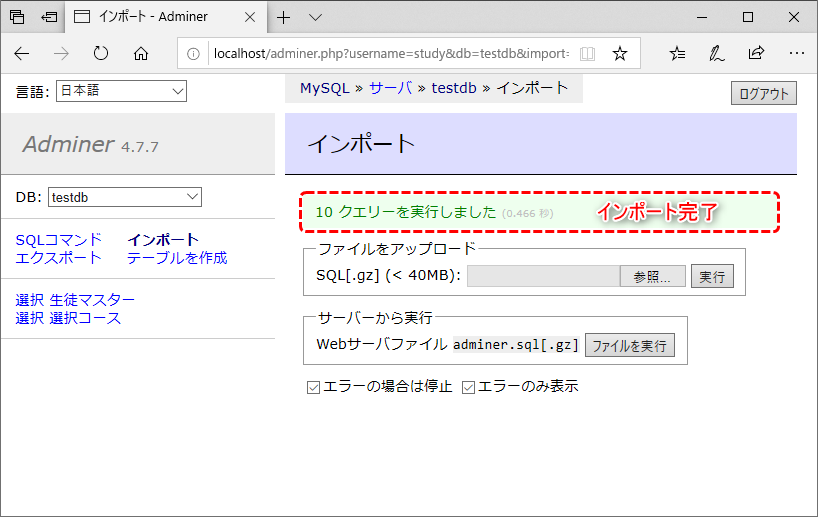 インポート - Adminer
localhost/adminer.php?username=study&db=testdb&import=
言語: 日本語
MySQL » サーバ » testdb » インポート
ログアウト
Adminer 4.7.7
インポート
DB: testdb
10 クエリーを実行しました (0.466 秒)
インポート完了
SQLコマンド インポート
エクスポート テーブルを作成
ファイルをアップロード
SQL[.gz] (< 40MB): 参照... 実行
選択 生徒マスター
選択 選択コース
サーバーから実行
Webサーバファイル adminer.sql[.gz] ファイルを実行
エラーの場合は停止 エラーのみ表示